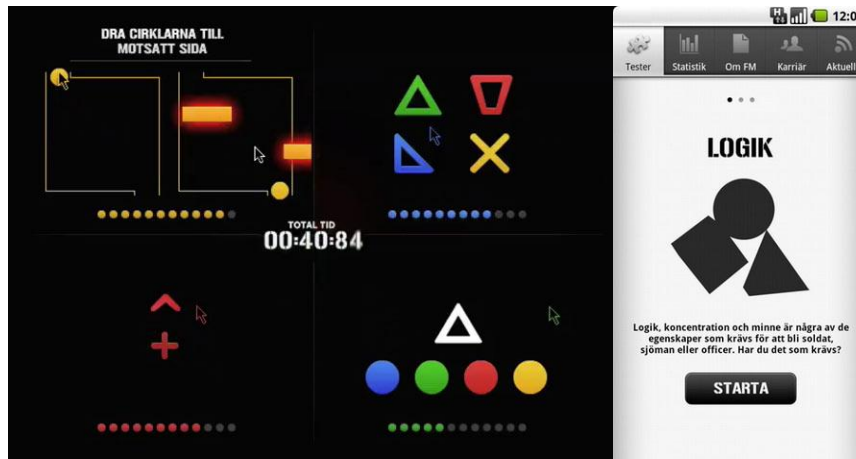 DRA CIRKLARNA TILL
MOTSATT SIDA
TOTAL TID
00:40:84
H
12:0
Tester
Statistik
Om FM
Karriär
Aktuell
LOGIK
Logik, koncentration och minne är några av de
egenskaper som krävs för att bli soldat,
sjöman eller officer. Har du det som krävs?
STARTA